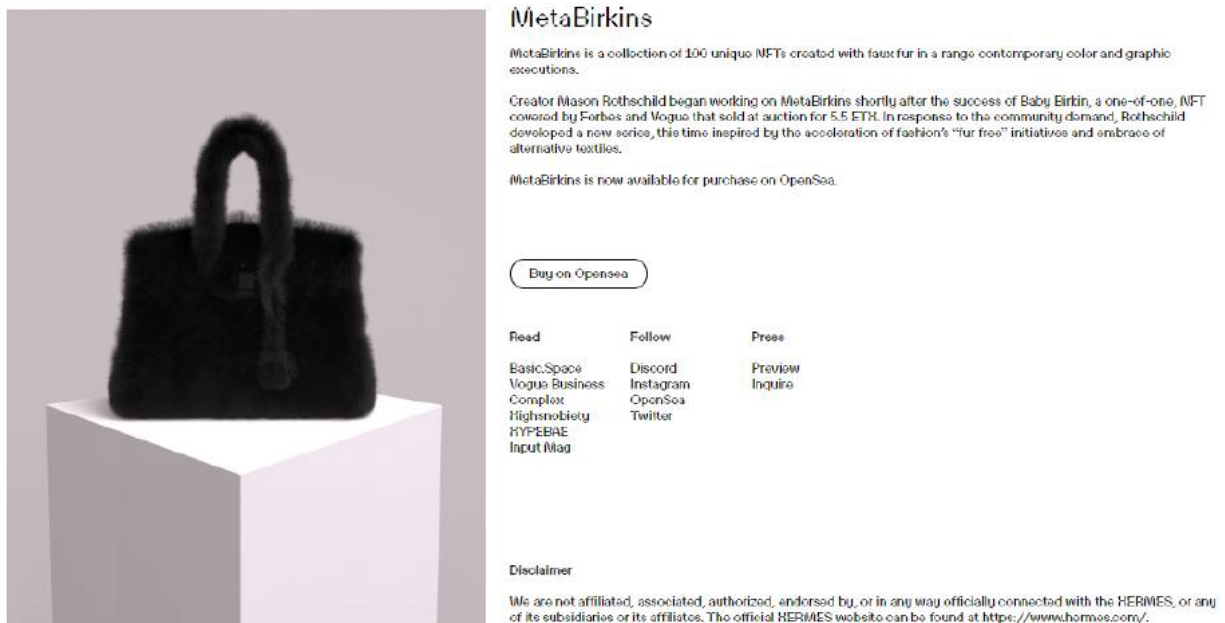 MetaBirkins
MetaBirkins is a collection of 100 unique NFTs created with faux fur in a range contemporary color and graphic
executions.
Creator Mason Rothschild began working on MetaBirkins shortly after the success of Baby Birkin, a one-of-one, NFT
covered by Forbes and Vogue that sold at auction for 5.5 ETH. In response to the community demand, Rothschild
developed a new series, this time inspired by the acceleration of fashion's "fur free" initiatives and embrace of
alternative textiles.
MetaBirkins is now available for purchase on OpenSea.
Buy on Opensea
Read
Basic.Space
Vogue Business
Complex
Highsnobiety
HYPEBAE
Input Mag
Follow
Discord
Instagram
OpenSea
Twitter
Press
Preview
Inquire
Disclaimer
We are not affiliated, associated, authorized, endorsed by, or in any way officially connected with the HERMES, or any
of its subsidiaries or its affiliates. The official HERMES website can be found at https://www.hermes.com/.